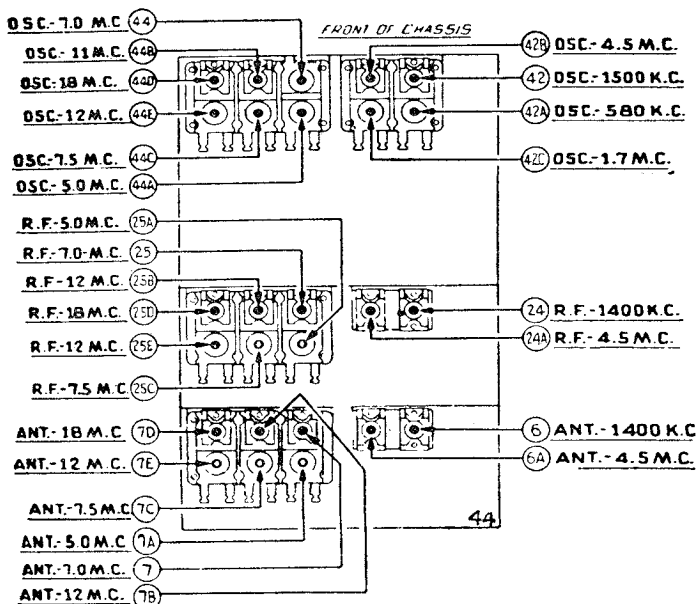 FRONT OF CHASSIS
OSC.-7.0 M.C. 44
OSC.-11 M.C. 44B
OSC-18 M.C. 44D
OSC.-12 M.C. 44E
OSC.-7.5 M.C. 44C
OSC.-5.0 M.C. 44A
42B OSC.-4.5 M.C.
42 OSC.-1500 K.C.
42A OSC.-580 K.C.
42C OSC.-1.7 M.C.
R.F.-5.0 M.C. 25A
R.F.-7.0-M.C. 25
R.F.-12 M.C. 25B
R.F.-18 M.C. 25D
R.F.-12 M.C. 25E
R.F.-7.5 M.C 25C
24 R.F.-1400 K.C.
24A R.F.-4.5 M.C.
ANT.-18 M.C 7D
ANT.-12 M.C. 7E
ANT.-7.5 M.C. 7C
ANT.-5.0 M.C 7A
ANT.-7.0 M.C. 7
ANT.-12 M.C. 7B
6 ANT.-1400 K.C
6A ANT.-4.5 M.C.
44